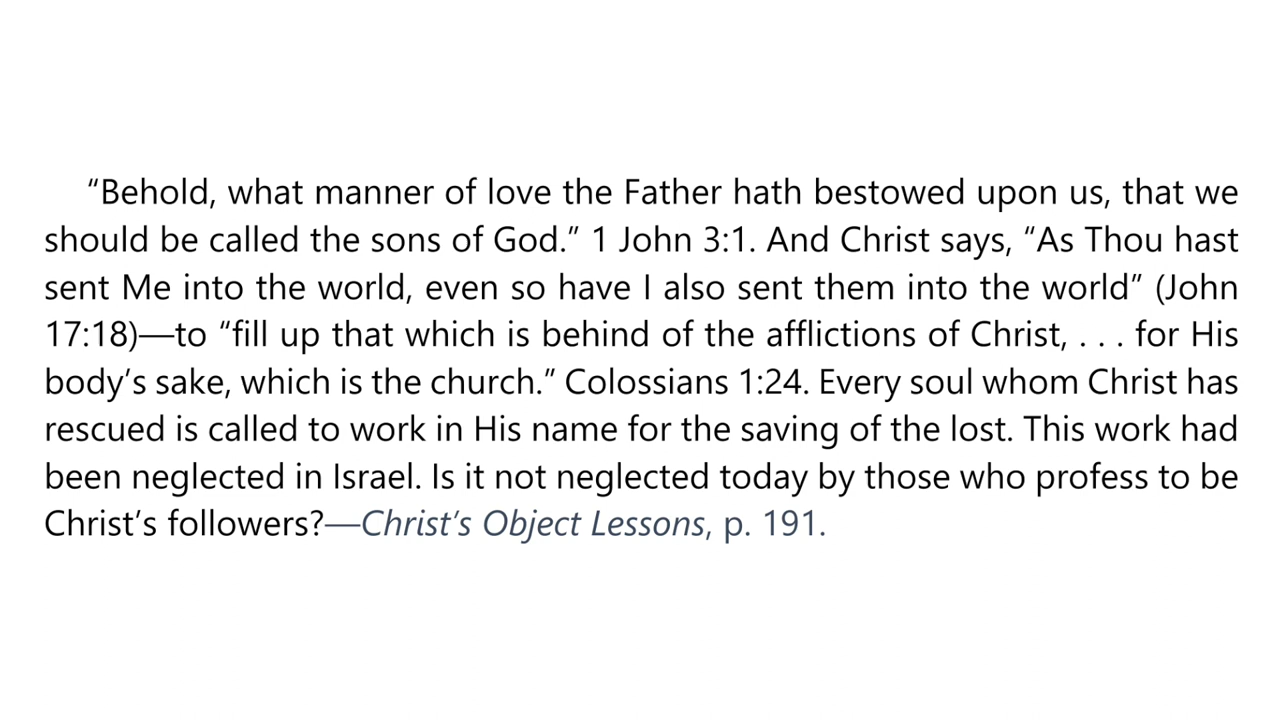 “Behold, what manner of love the Father hath bestowed upon us, that we
should be called the sons of God.” 1 John 3:1. And Christ says, “As Thou hast
sent Me into the world, even so have I also sent them into the world” (John
17:18)—to “fill up that which is behind of the afflictions of Christ, . . . for His
body’s sake, which is the church.” Colossians 1:24. Every soul whom Christ has
rescued is called to work in His name for the saving of the lost. This work had
been neglected in Israel. Is it not neglected today by those who profess to be
Christ’s followers?—Christ’s Object Lessons, p. 191.